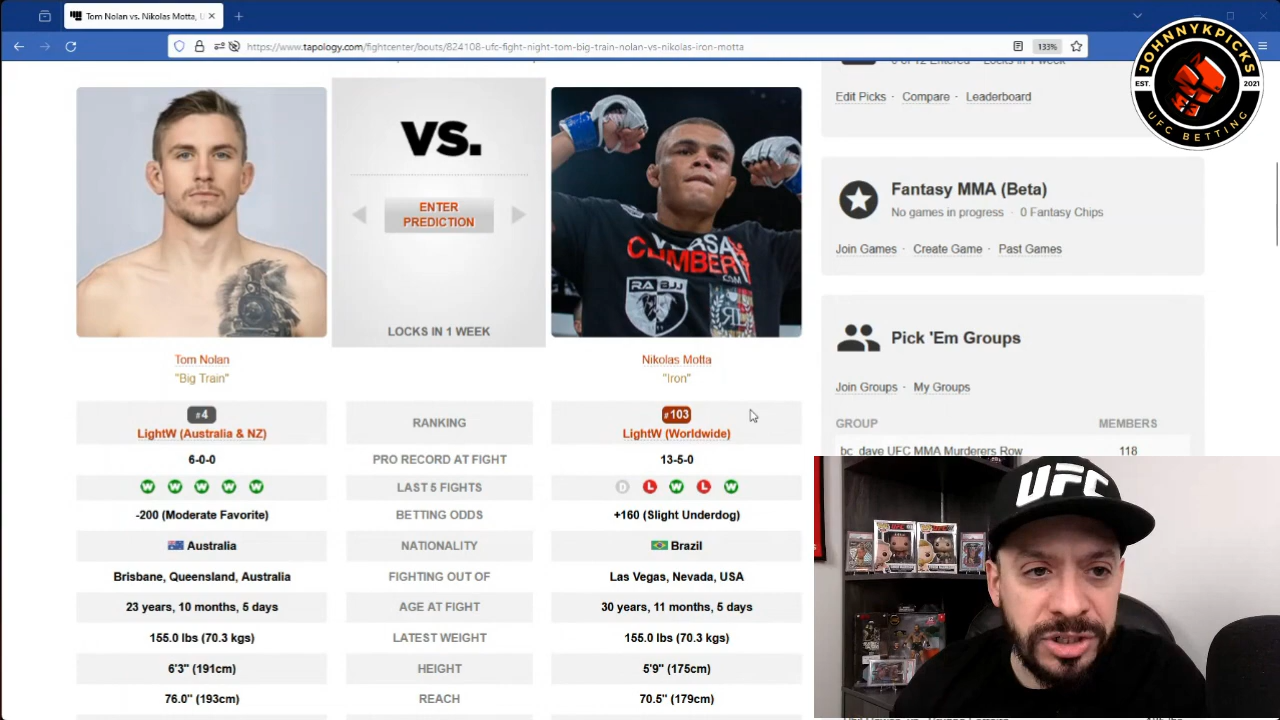 Tom Nolan vs. Nikolas Motta, U
https://www.tapology.com/fightcenter/bouts/824108-ufc-fight-night-tom-big-train-nolan-vs-nikolas-iron-motta
133%
JOHNNYKPICKS
EST. 2021
UFC BETTING
Edit Picks · Compare · Leaderboard
VS.
ENTER
PREDICTION
LOCKS IN 1 WEEK
Fantasy MMA (Beta)
No games in progress · 0 Fantasy Chips
Join Games · Create Game · Past Games
Pick 'Em Groups
Join Groups · My Groups
GROUP MEMBERS
bc_dave UFC MMA Murderers Row 118
Tom Nolan Nikolas Motta
"Big Train" "Iron"
#4 RANKING #103
LightW (Australia & NZ) LightW (Worldwide)
6-0-0 PRO RECORD AT FIGHT 13-5-0
W W W W W LAST 5 FIGHTS D L W L W
-200 (Moderate Favorite) BETTING ODDS +160 (Slight Underdog)
Australia NATIONALITY Brazil
Brisbane, Queensland, Australia FIGHTING OUT OF Las Vegas, Nevada, USA
23 years, 10 months, 5 days AGE AT FIGHT 30 years, 11 months, 5 days
155.0 lbs (70.3 kgs) LATEST WEIGHT 155.0 lbs (70.3 kgs)
6'3" (191cm) HEIGHT 5'9" (175cm)
76.0" (193cm) REACH 70.5" (179cm)
RABJJ
UFC